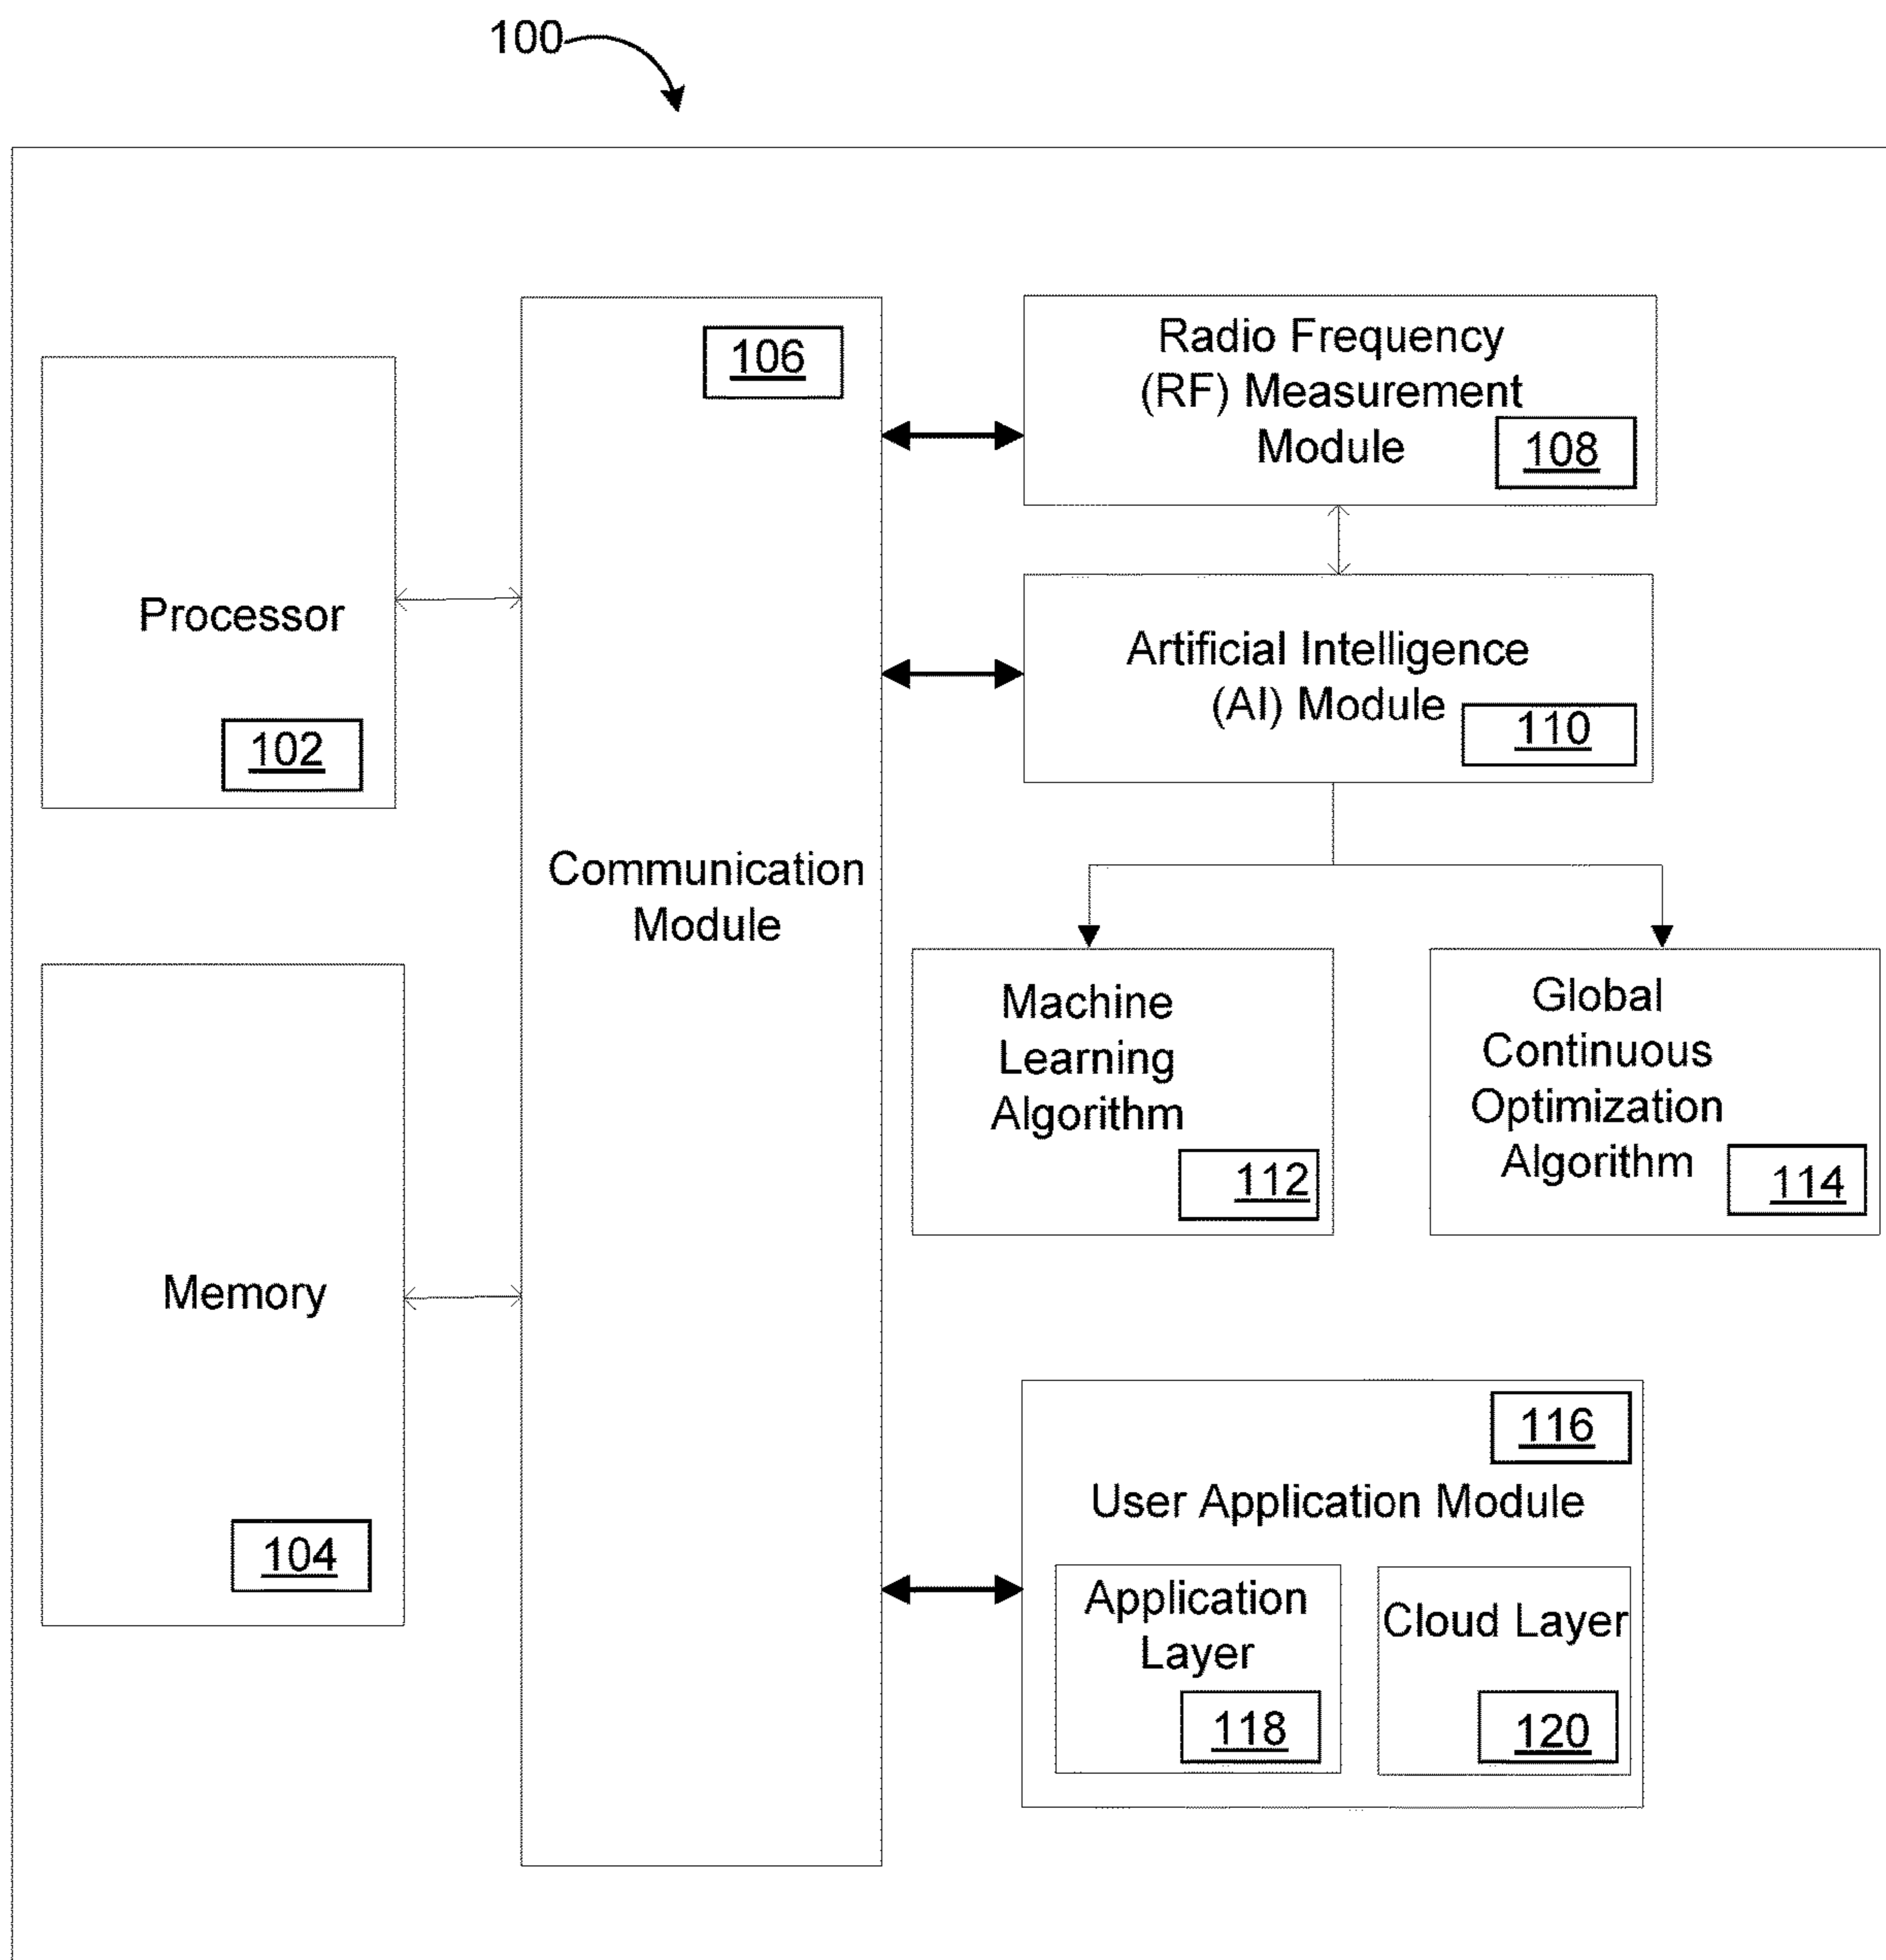 100
Processor
102
Memory
104
Communication
Module
106
Radio Frequency
(RF) Measurement
Module
108
Artificial Intelligence
(AI) Module
110
Machine
Learning
Algorithm
112
Global
Continuous
Optimization
Algorithm
114
116
User Application Module
Application
Layer
118
Cloud Layer
120